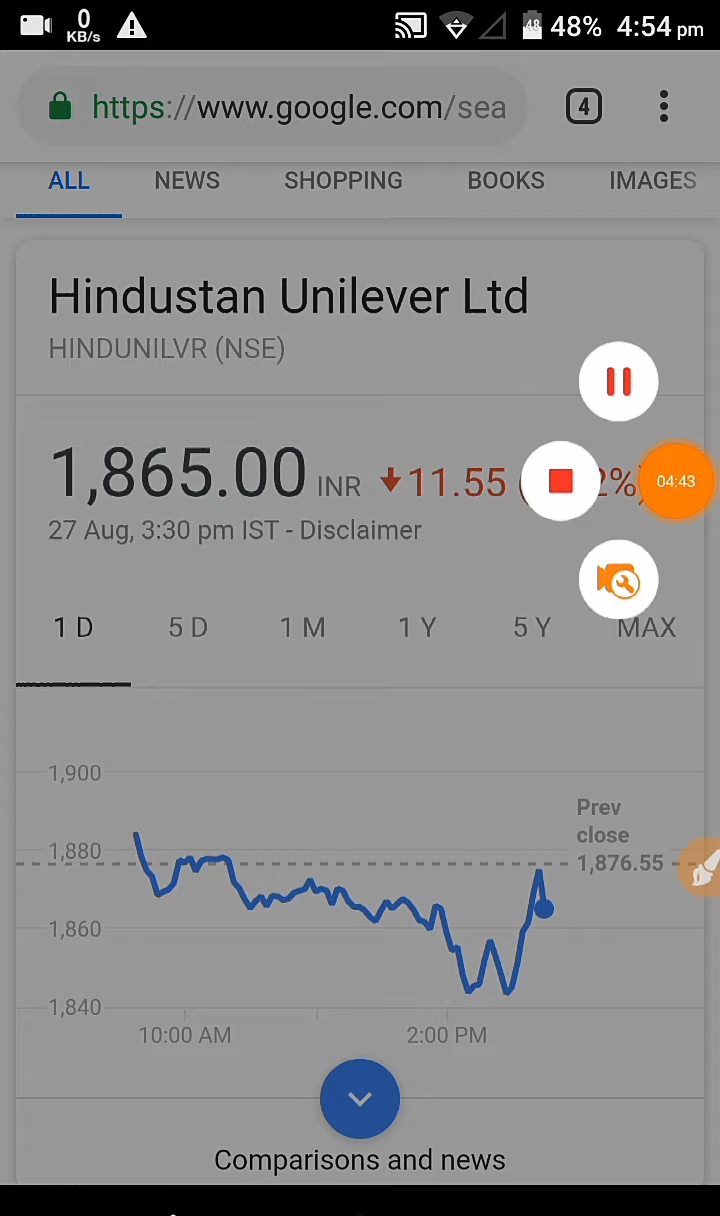 0
KB/s
48
48%
4:54 pm
https://www.google.com/sea
4
ALL NEWS SHOPPING BOOKS IMAGES
Hindustan Unilever Ltd
HINDUNILVR (NSE)
1,865.00 INR 11.55 ( 2%)
04:43
27 Aug, 3:30 pm IST - Disclaimer
1 D 5 D 1 M 1 Y 5 Y MAX
1,900
Prev
close
1,876.55
1,880
1,860
1,840
10:00 AM 2:00 PM
Comparisons and news